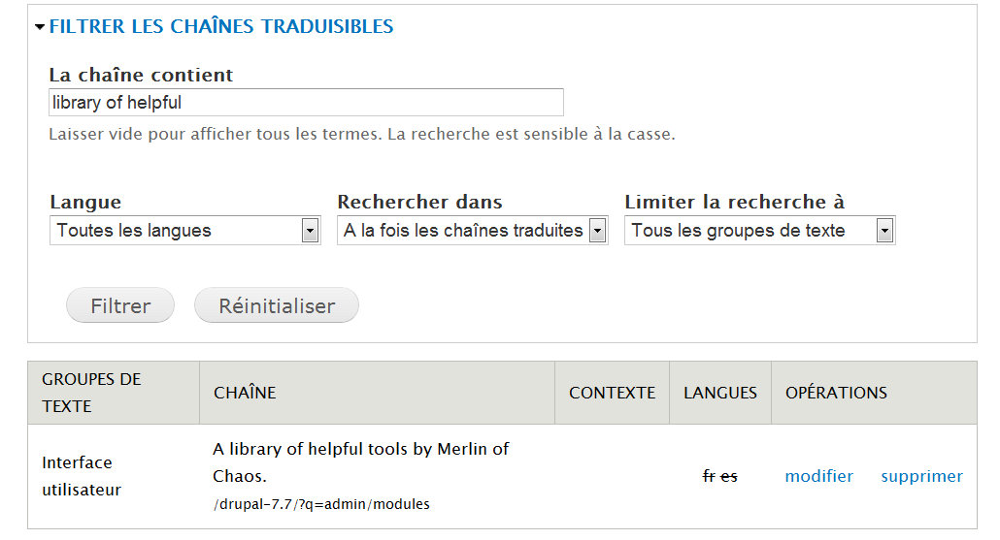 FILTRER LES CHAÎNES TRADUISIBLES
La chaîne contient
library of helpful
Laisser vide pour afficher tous les termes. La recherche est sensible à la casse.
Langue Rechercher dans Limiter la recherche à
Toutes les langues A la fois les chaînes traduites Tous les groupes de texte
Filtrer Réinitialiser
GROUPES DE
TEXTE
CHAÎNE CONTEXTE LANGUES OPÉRATIONS
Interface
utilisateur
A library of helpful tools by Merlin of
Chaos.
/drupal-7.7/?q=admin/modules
fr es modifier supprimer